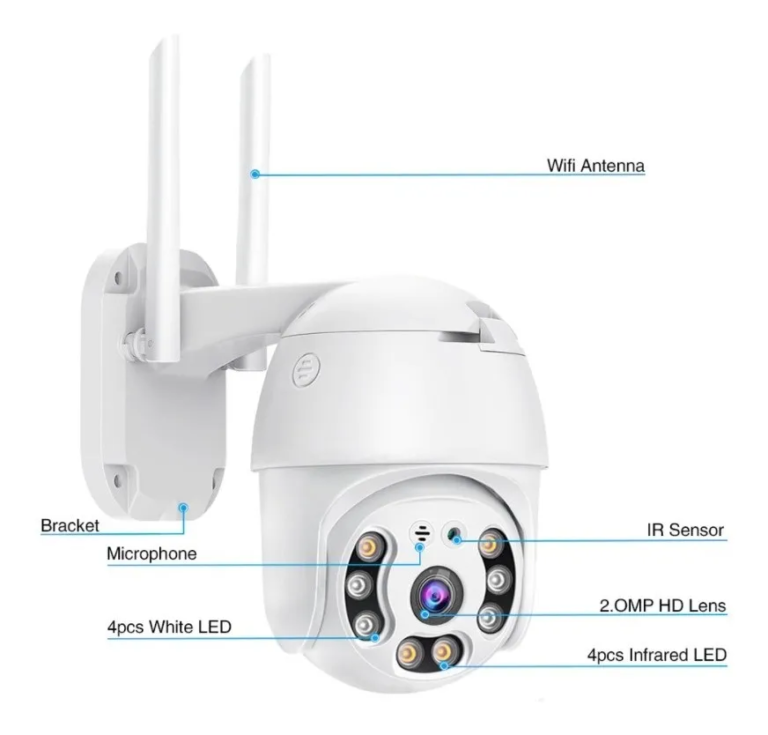 Wifi Antenna
Bracket
IR Sensor
Microphone
2.OMP HD Lens
4pcs White LED
4pcs Infrared LED